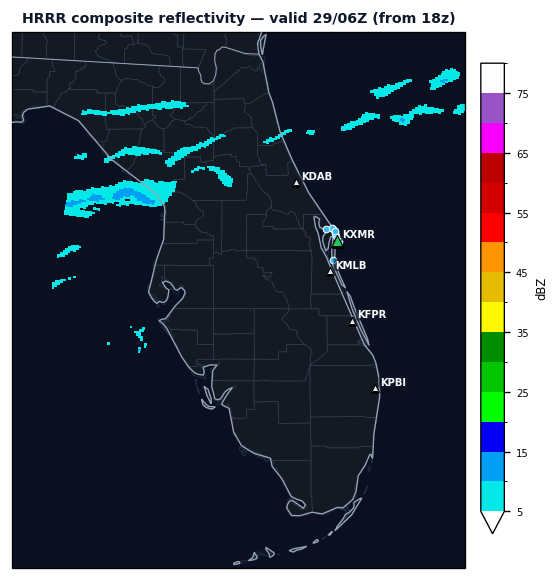 HRRR composite reflectivity — valid 29/06Z (from 18z)
KDAB
KXMR
KMLB
KFPR
KPBI
75
65
55
45
35
25
15
5
dBZ